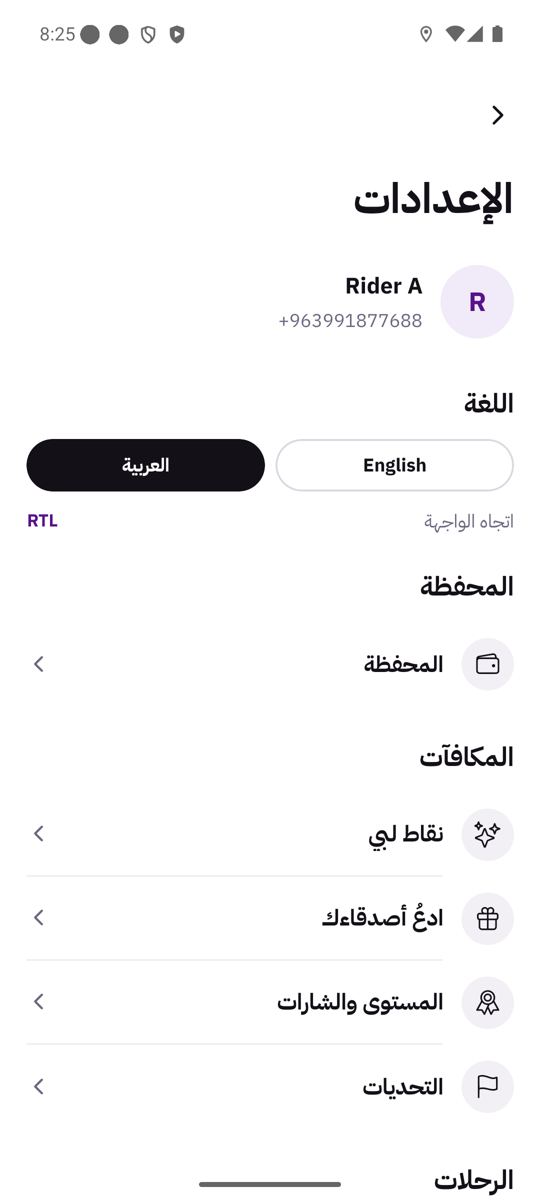 8:25
الإعدادات
R
Rider A
+963991877688
اللغة
English
العربية
اتجاه الواجهة
RTL
المحفظة
المحفظة
المكافآت
نقاط لبي
ادعُ أصدقاءك
المستوى والشارات
التحديات
الرحلات